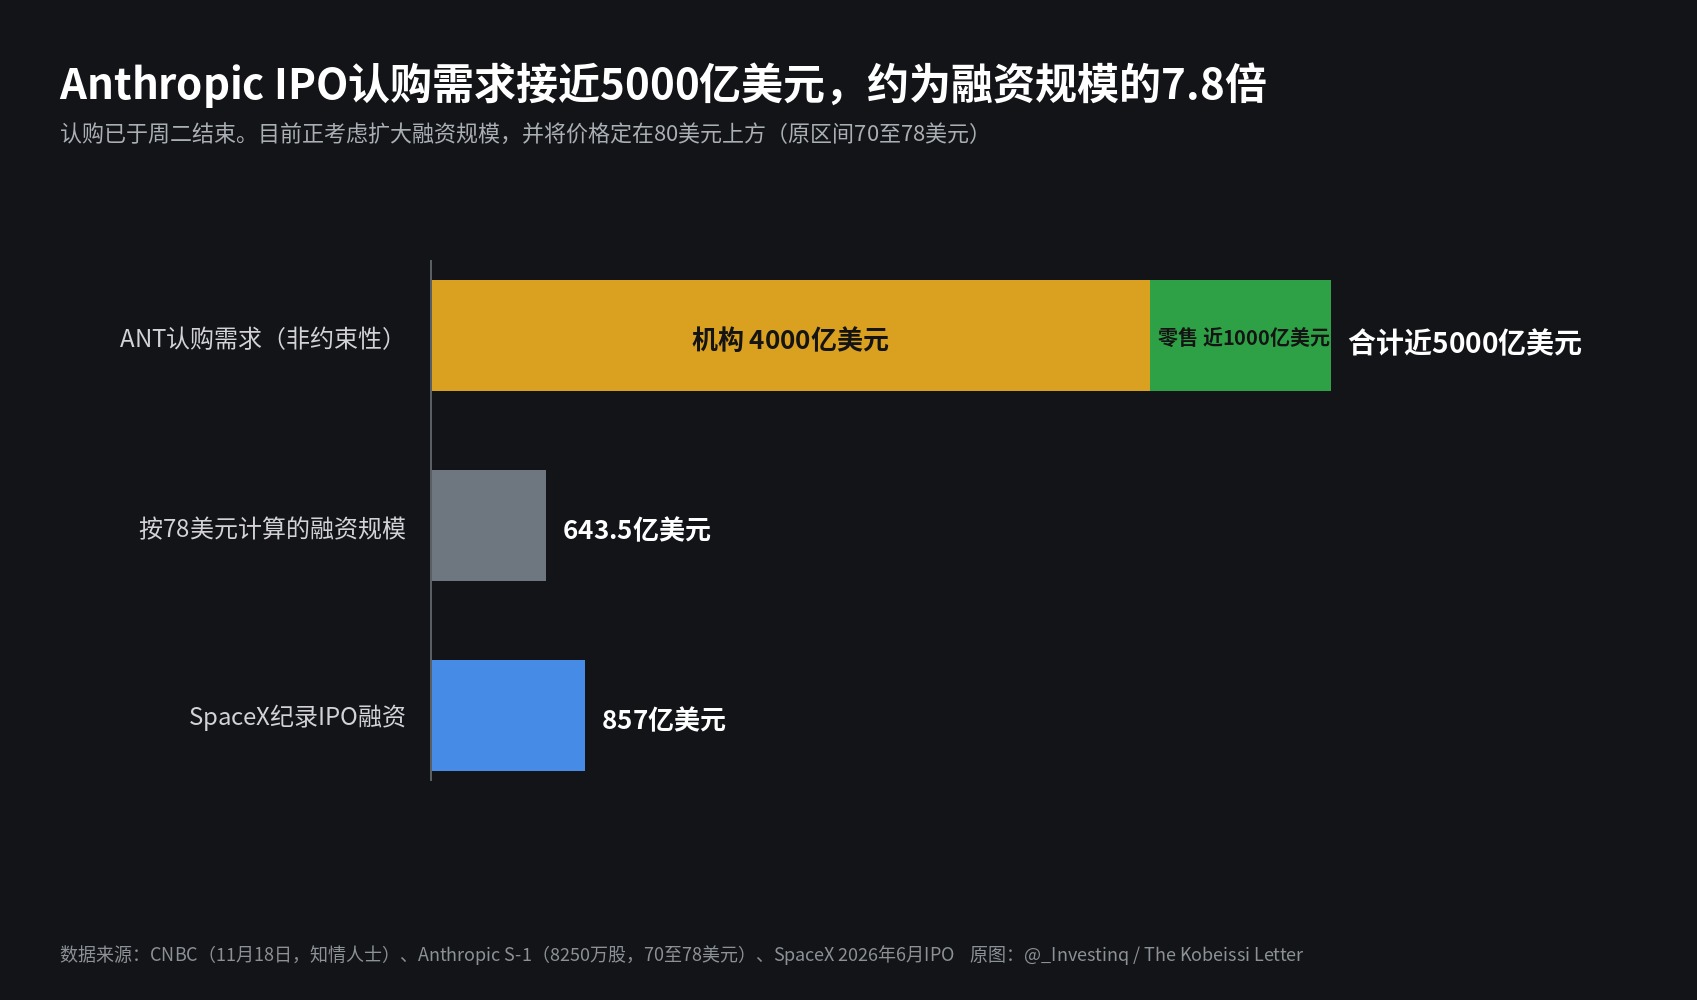 Anthropic IPO认购需求接近5000亿美元，约为融资规模的7.8倍
认购已于周二结束。目前正考虑扩大融资规模，并将价格定在80美元上方（原区间70至78美元）
ANT认购需求（非约束性）
机构 4000亿美元
零售 近1000亿美元
合计近5000亿美元
按78美元计算的融资规模
643.5亿美元
SpaceX纪录IPO融资
857亿美元
数据来源：CNBC（11月18日，知情人士）、Anthropic S-1（8250万股，70至78美元）、SpaceX 2026年6月IPO 原图：@_Investinq / The Kobeissi Letter